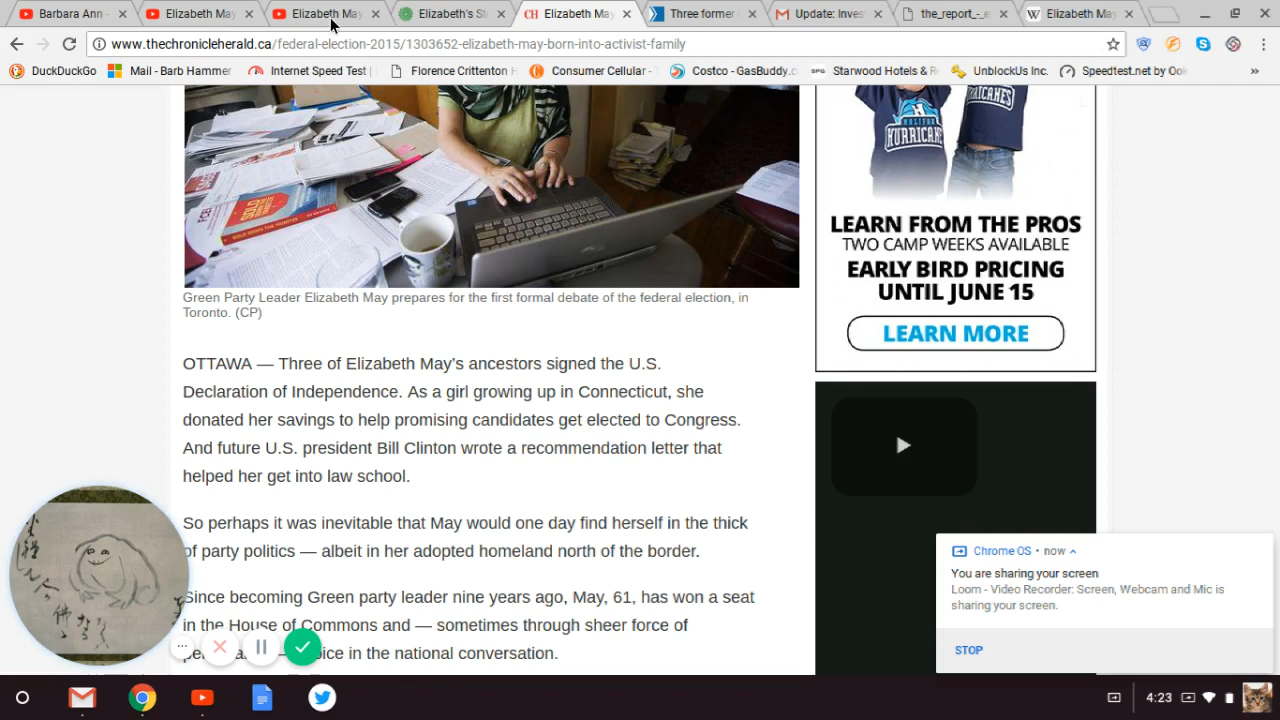 Barbara Ann -
Elizabeth May
Elizabeth May
Elizabeth's St
Elizabeth May
Three former
Update: Inves
the_report_-_e
Elizabeth May
www.thechronicleherald.ca/federal-election-2015/1303652-elizabeth-may-born-into-activist-family
DuckDuckGo
Mail - Barb Hammer
Internet Speed Test |
Florence Crittenton H
Consumer Cellular -
Costco - GasBuddy.c
Starwood Hotels & R
UnblockUs Inc.
Speedtest.net by Ook
HALIFAX
HURRICANES
LEARN FROM THE PROS
TWO CAMP WEEKS AVAILABLE
EARLY BIRD PRICING
UNTIL JUNE 15
LEARN MORE
Green Party Leader Elizabeth May prepares for the first formal debate of the federal election, in
Toronto. (CP)
OTTAWA — Three of Elizabeth May's ancestors signed the U.S.
Declaration of Independence. As a girl growing up in Connecticut, she
donated her savings to help promising candidates get elected to Congress.
And future U.S. president Bill Clinton wrote a recommendation letter that
helped her get into law school.
So perhaps it was inevitable that May would one day find herself in the thick
of party politics — albeit in her adopted homeland north of the border.
Since becoming Green party leader nine years ago, May, 61, has won a seat
in the House of Commons and — sometimes through sheer force of
in the national conversation.
Chrome OS • now
You are sharing your screen
Loom - Video Recorder: Screen, Webcam and Mic is
sharing your screen.
STOP
4:23